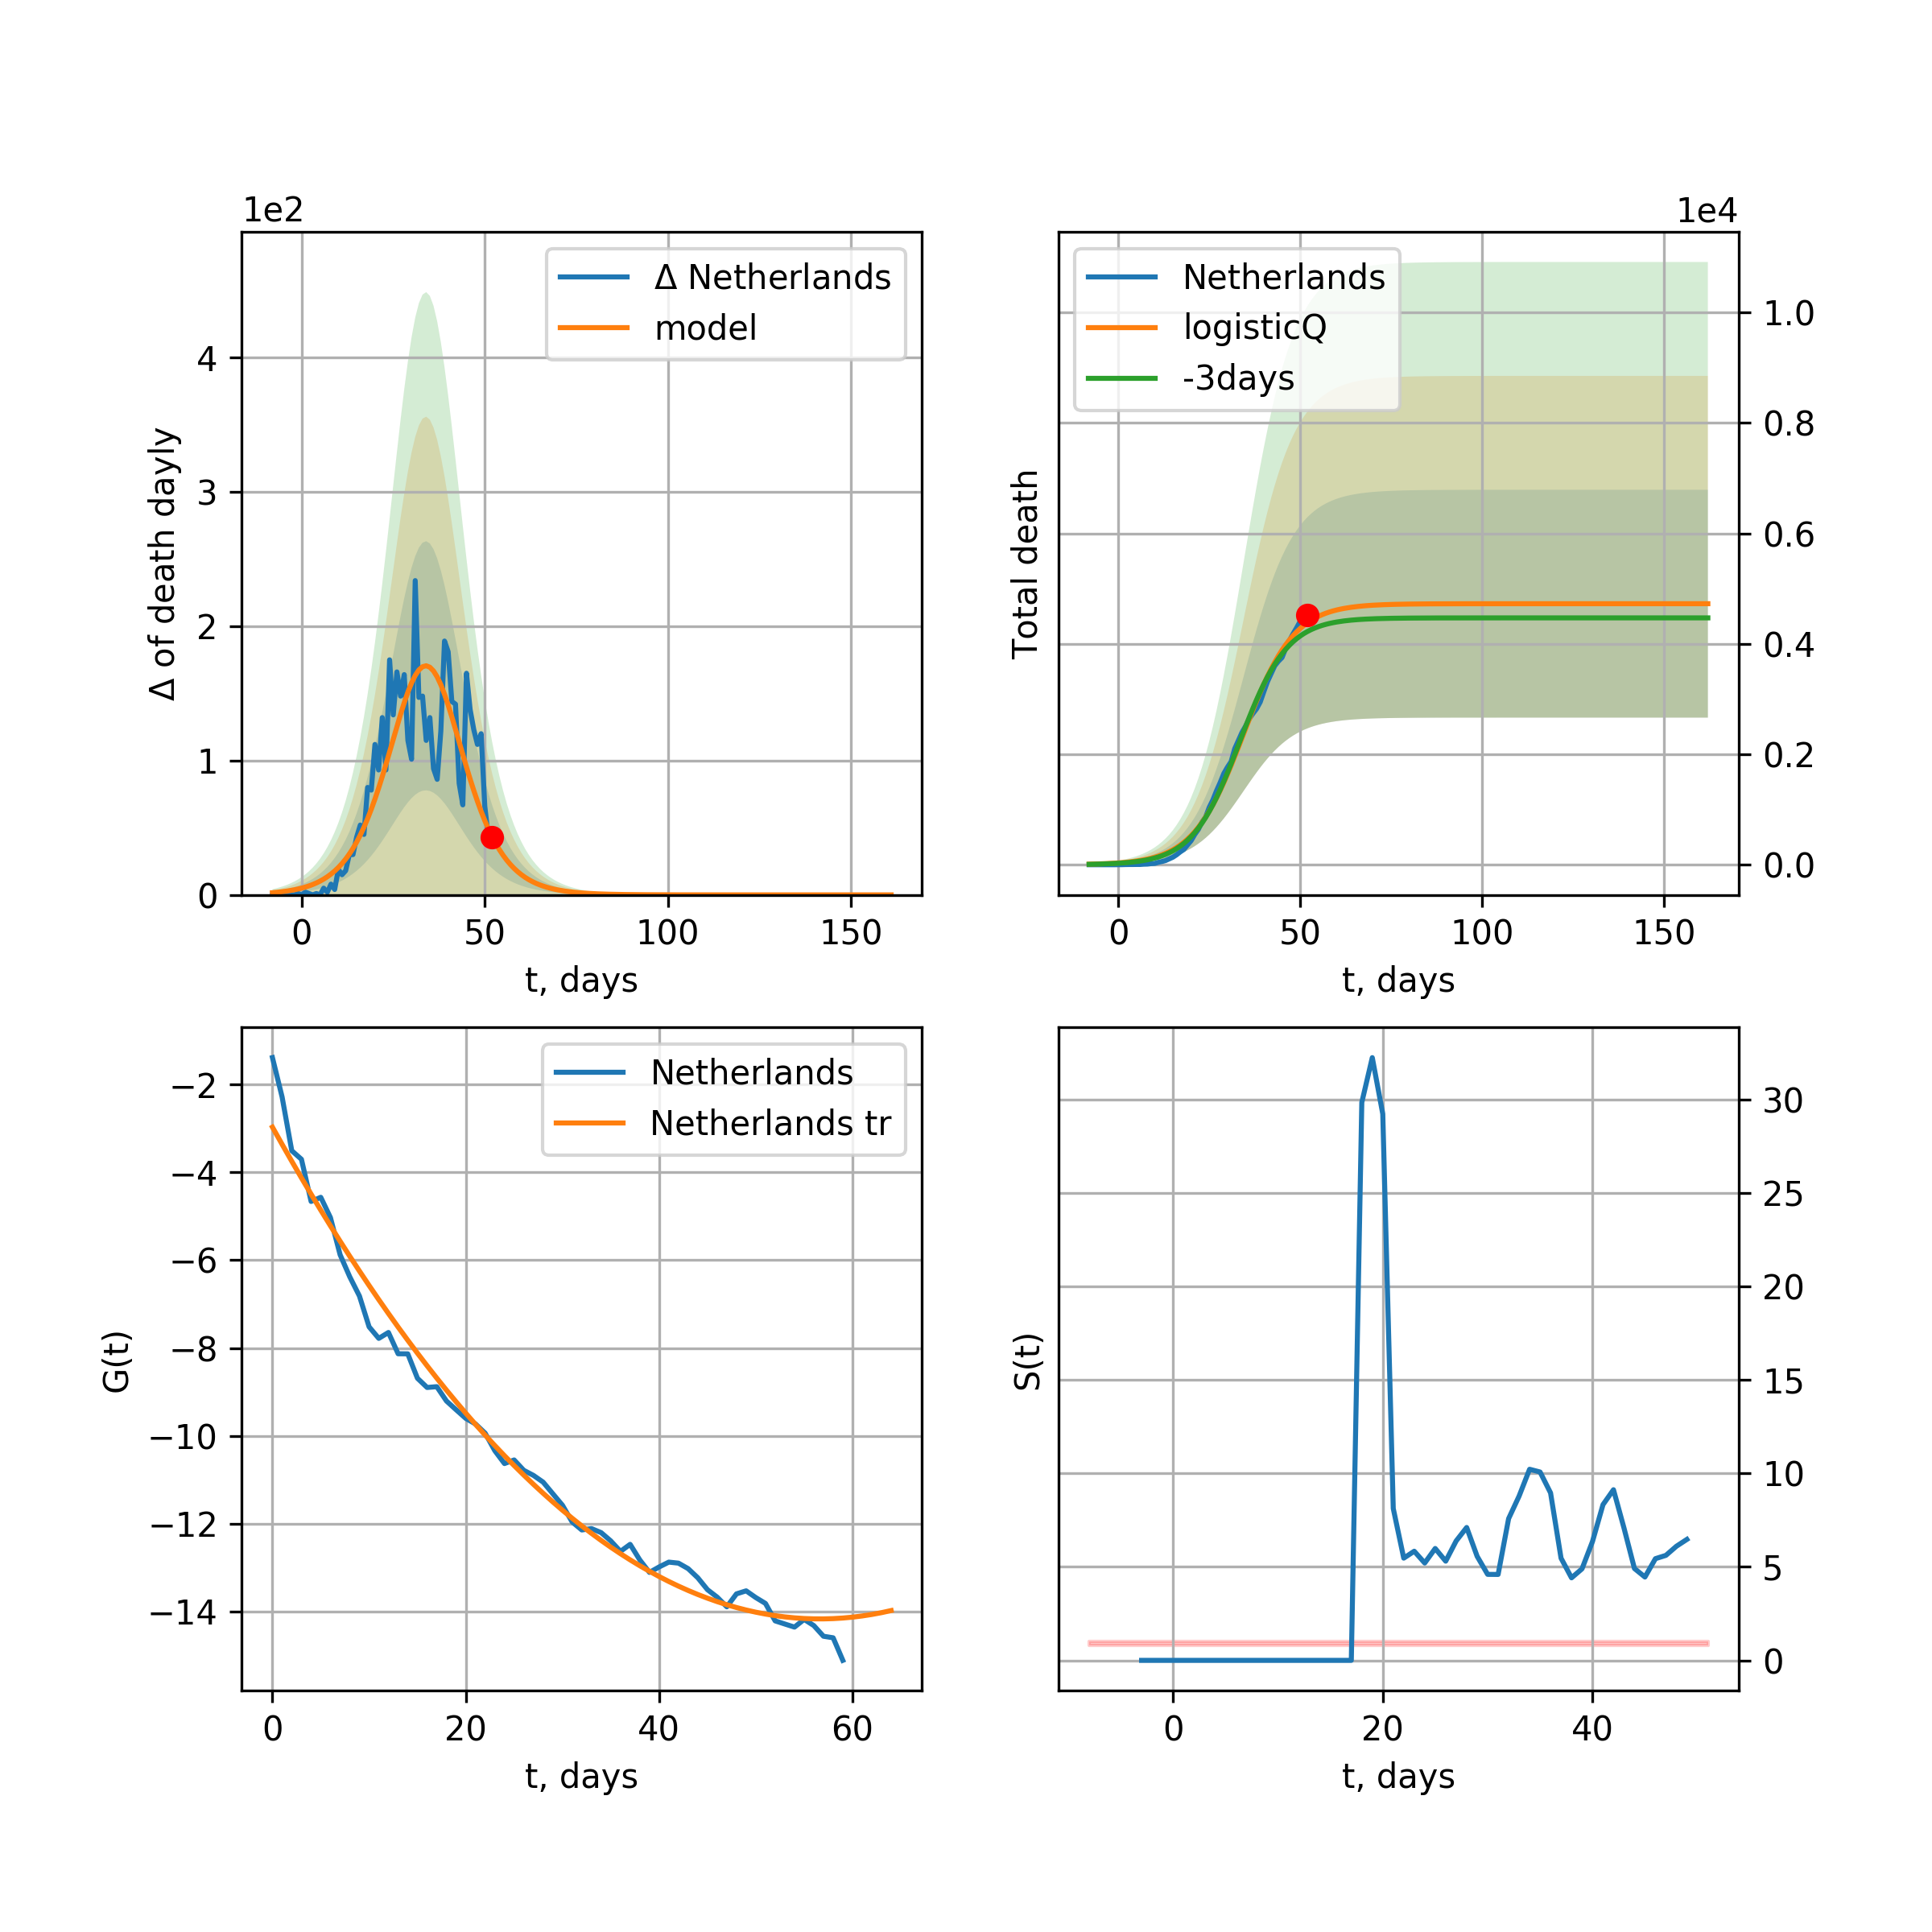 1e2
Δ Netherlands
model
4
3
2
1
0
Δ of death dayly
0 50 100 150
t, days
1e4
Netherlands
logisticQ
-3days
1.0
0.8
0.6
0.4
0.2
0.0
Total death
0 50 100 150
t, days
Netherlands
Netherlands tr
−2
−4
−6
−8
−10
−12
−14
G(t)
0 20 40 60
t, days
30
25
20
15
10
5
0
S(t)
0 20 40
t, days